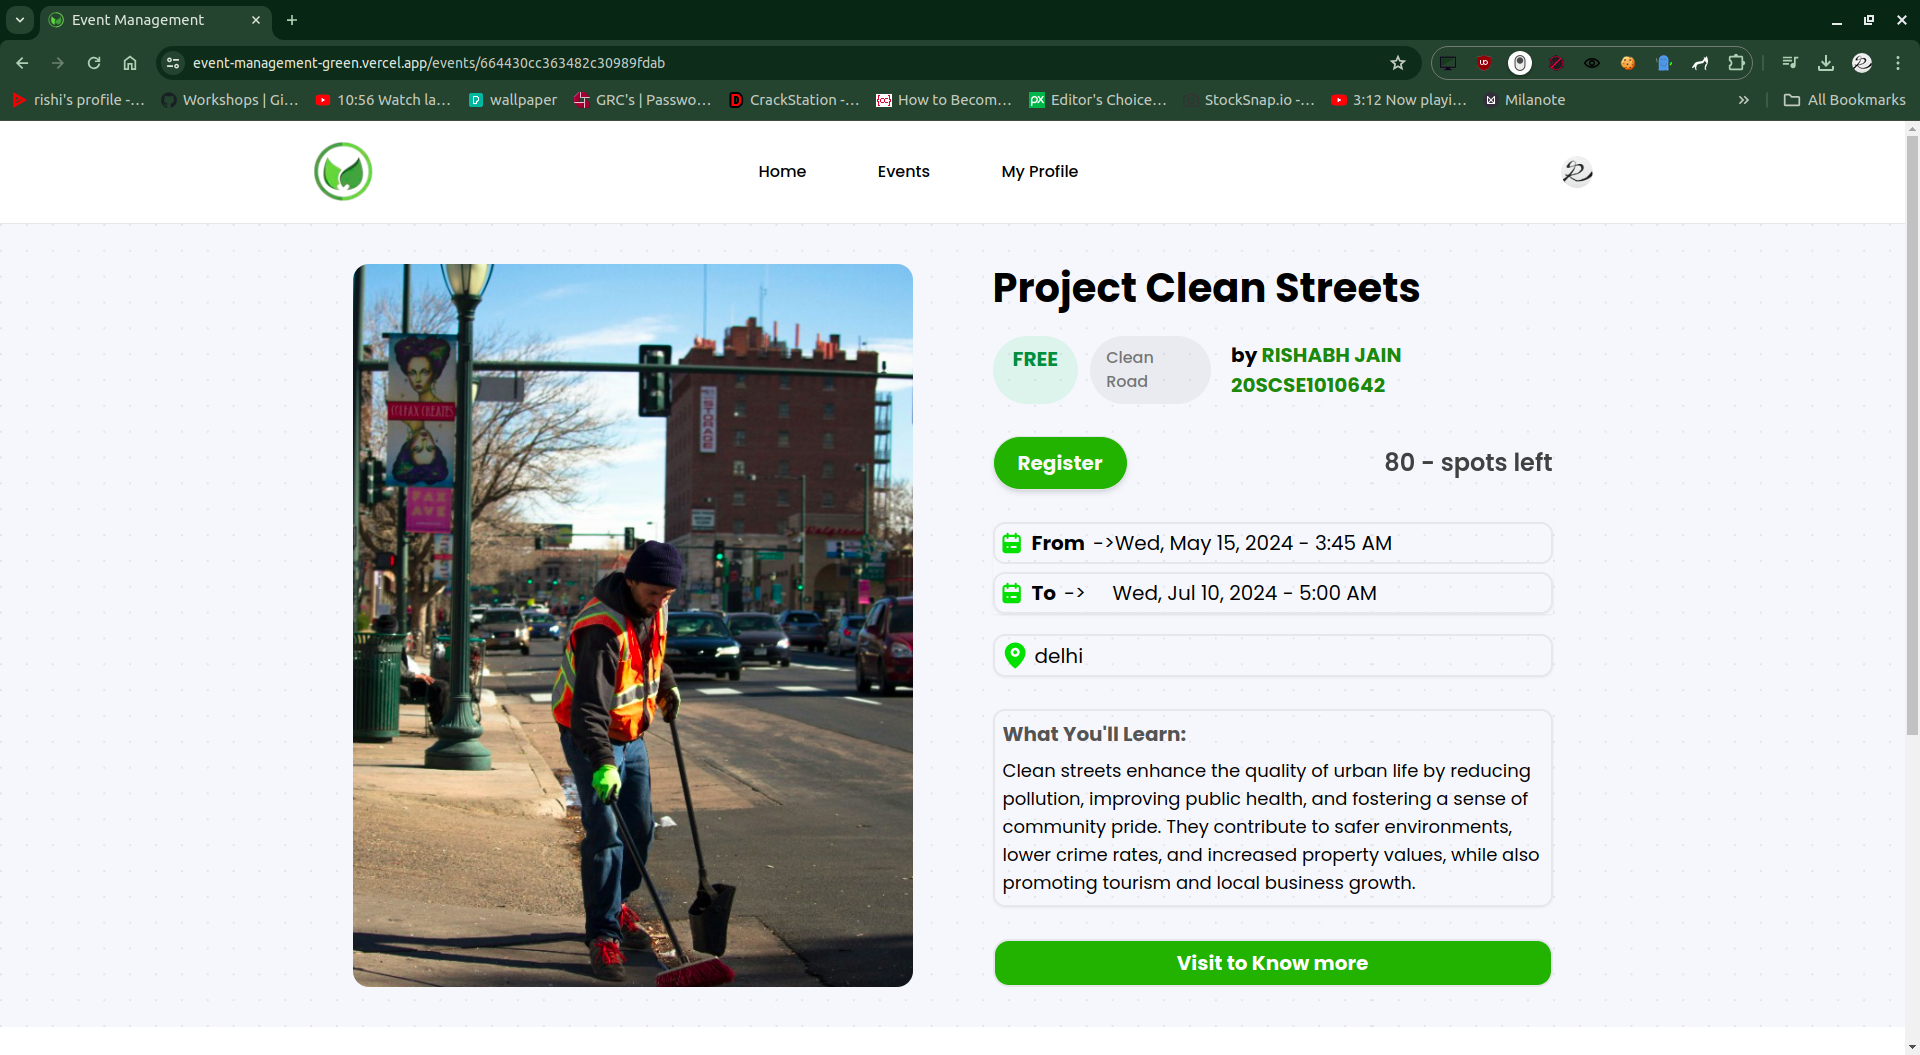 Event Management
event-management-green.vercel.app/events/664430cc363482c30989fdab
rishi's profile -...
Workshops | Gi...
10:56 Watch la...
wallpaper
GRC's | Passwo...
CrackStation -...
How to Becom...
Editor's Choice...
StockSnap.io -...
3:12 Now playi...
Milanote
All Bookmarks
Home
Events
My Profile
COLFAX CREATES
FAX
AVE
STORAGE
Project Clean Streets
FREE
Clean
Road
by RISHABH JAIN
20SCSE1010642
Register
80 - spots left
From ->Wed, May 15, 2024 - 3:45 AM
To -> Wed, Jul 10, 2024 - 5:00 AM
delhi
What You'll Learn:
Clean streets enhance the quality of urban life by reducing
pollution, improving public health, and fostering a sense of
community pride. They contribute to safer environments,
lower crime rates, and increased property values, while also
promoting tourism and local business growth.
Visit to Know more